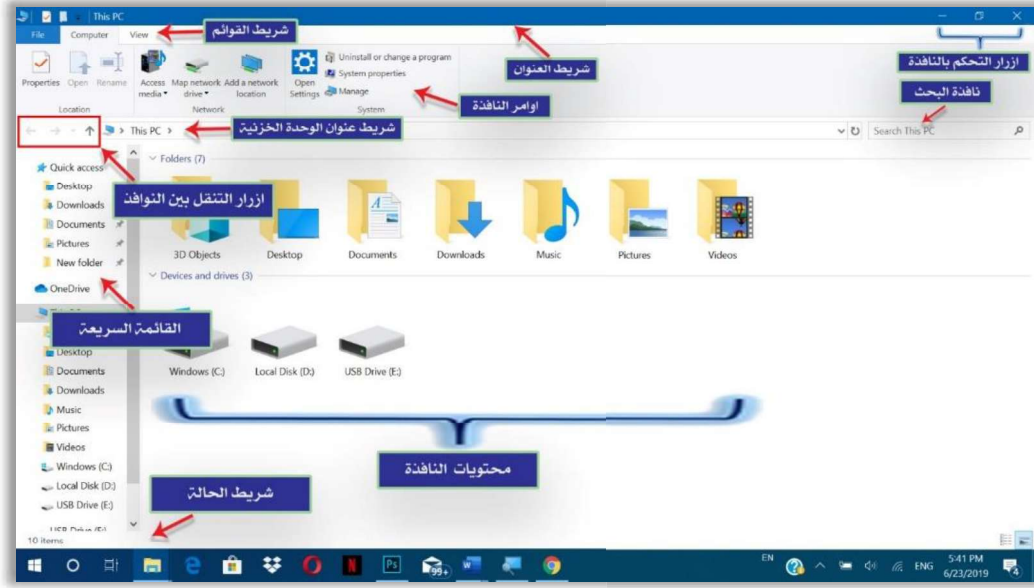 This PC
File Computer View
شريط القوائم
شريط العنوان
ازرار التحكم بالنافذة
Properties Open Rename
Access media Map network drive Add a network location
Open Settings
Uninstall or change a program
System properties
Manage
Location Network System
اوامر النافذة
نافذة البحث
This PC
شريط عنوان الوحدة الخزنية
Search This PC
Quick access
Desktop
Downloads
Documents
Pictures
New folder
OneDrive
ازرار التنقل بين النوافذ
القائمة السريعة
Desktop
Documents
Downloads
Music
Pictures
Videos
Windows (C:)
Local Disk (D:)
USB Drive (E:)
USB Drive (E:)
Folders (7)
3D Objects Desktop Documents Downloads Music Pictures Videos
Devices and drives (3)
Windows (C:) Local Disk (D:) USB Drive (E:)
محتويات النافذة
شريط الحالة
10 items
Ps 99+ EN ENG 5:41 PM
6/23/2019